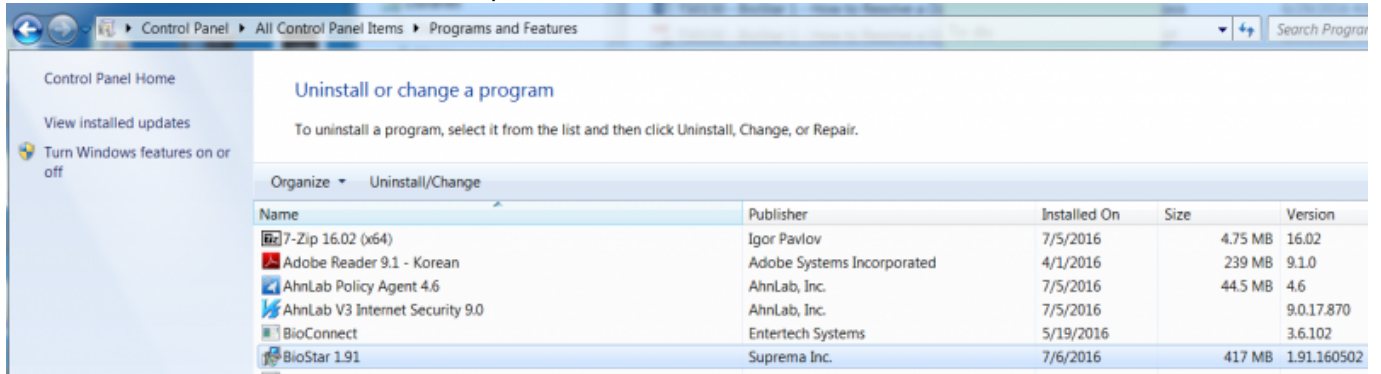 Control Panel ▸ All Control Panel Items ▸ Programs and Features
Search Program
Control Panel Home
View installed updates
Turn Windows features on or
off
Uninstall or change a program
To uninstall a program, select it from the list and then click Uninstall, Change, or Repair.
Organize Uninstall/Change
Name Publisher Installed On Size Version
7-Zip 16.02 (x64) Igor Pavlov 7/5/2016 4.75 MB 16.02
Adobe Reader 9.1 - Korean Adobe Systems Incorporated 4/1/2016 239 MB 9.1.0
AhnLab Policy Agent 4.6 AhnLab, Inc. 7/5/2016 44.5 MB 4.6
AhnLab V3 Internet Security 9.0 AhnLab, Inc. 7/5/2016 9.0.17.870
BioConnect Entertech Systems 5/19/2016 3.6.102
BioStar 1.91 Suprema Inc. 7/6/2016 417 MB 1.91.160502